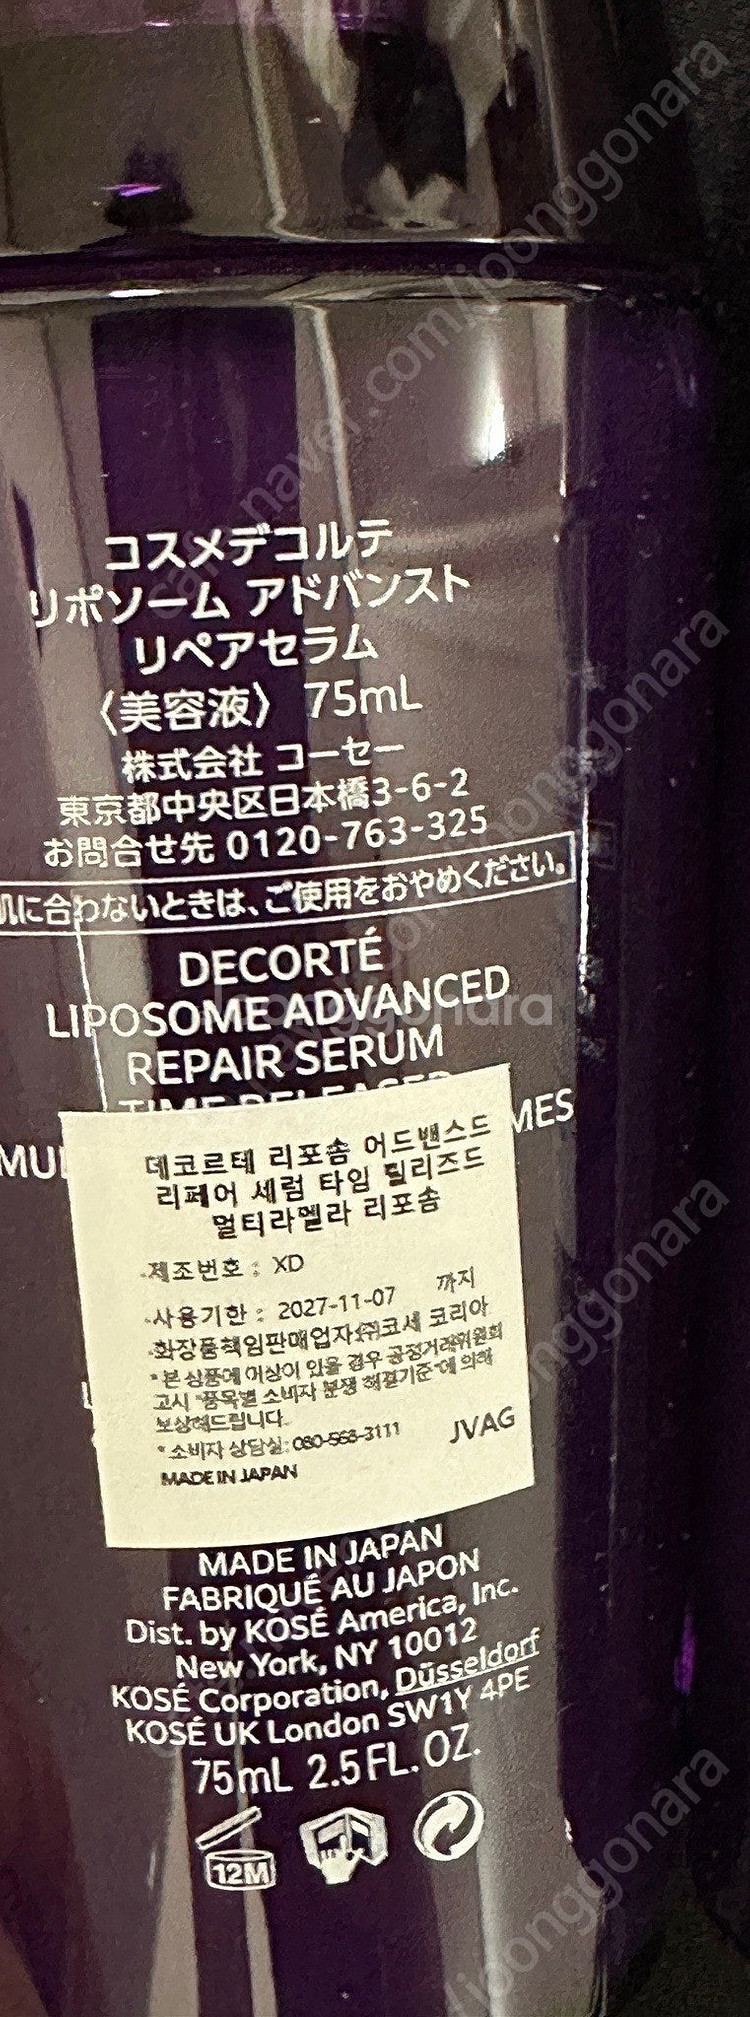 コスメデコルテ
リポソーム アドバンスト
リペアセラム
〈美容液〉 75mL
株式会社 コーセー
東京都中央区日本橋3-6-2
お問合せ先 0120-763-325
肌に合わないときは、ご使用をおやめください。
DECORTÉ
LIPOSOME ADVANCED
REPAIR SERUM
TIME RELEASED
데코르테 리포솜 어드밴스드
리페어 세럼 타임 릴리즈드
멀티라멜라 리포솜
·제조번호 : XD
·사용기한 : 2027-11-07 까지
·화장품책임판매업자:㈜코세 코리아
* 본 상품에 이상이 있을 경우 공정거래위원회
고시 "품목별 소비자 분쟁 해결기준"에 의해
보상해드립니다.
* 소비자 상담실: 080-568-3111
JVAG
MADE IN JAPAN
MADE IN JAPAN
FABRIQUÉ AU JAPON
Dist. by KOSÉ America, Inc.
New York, NY 10012
KOSÉ Corporation, Düsseldorf
KOSÉ UK London SW1Y 4PE
75mL 2.5 FL. OZ.
12M
cafe.naver.com/joonggonara
joonggonara